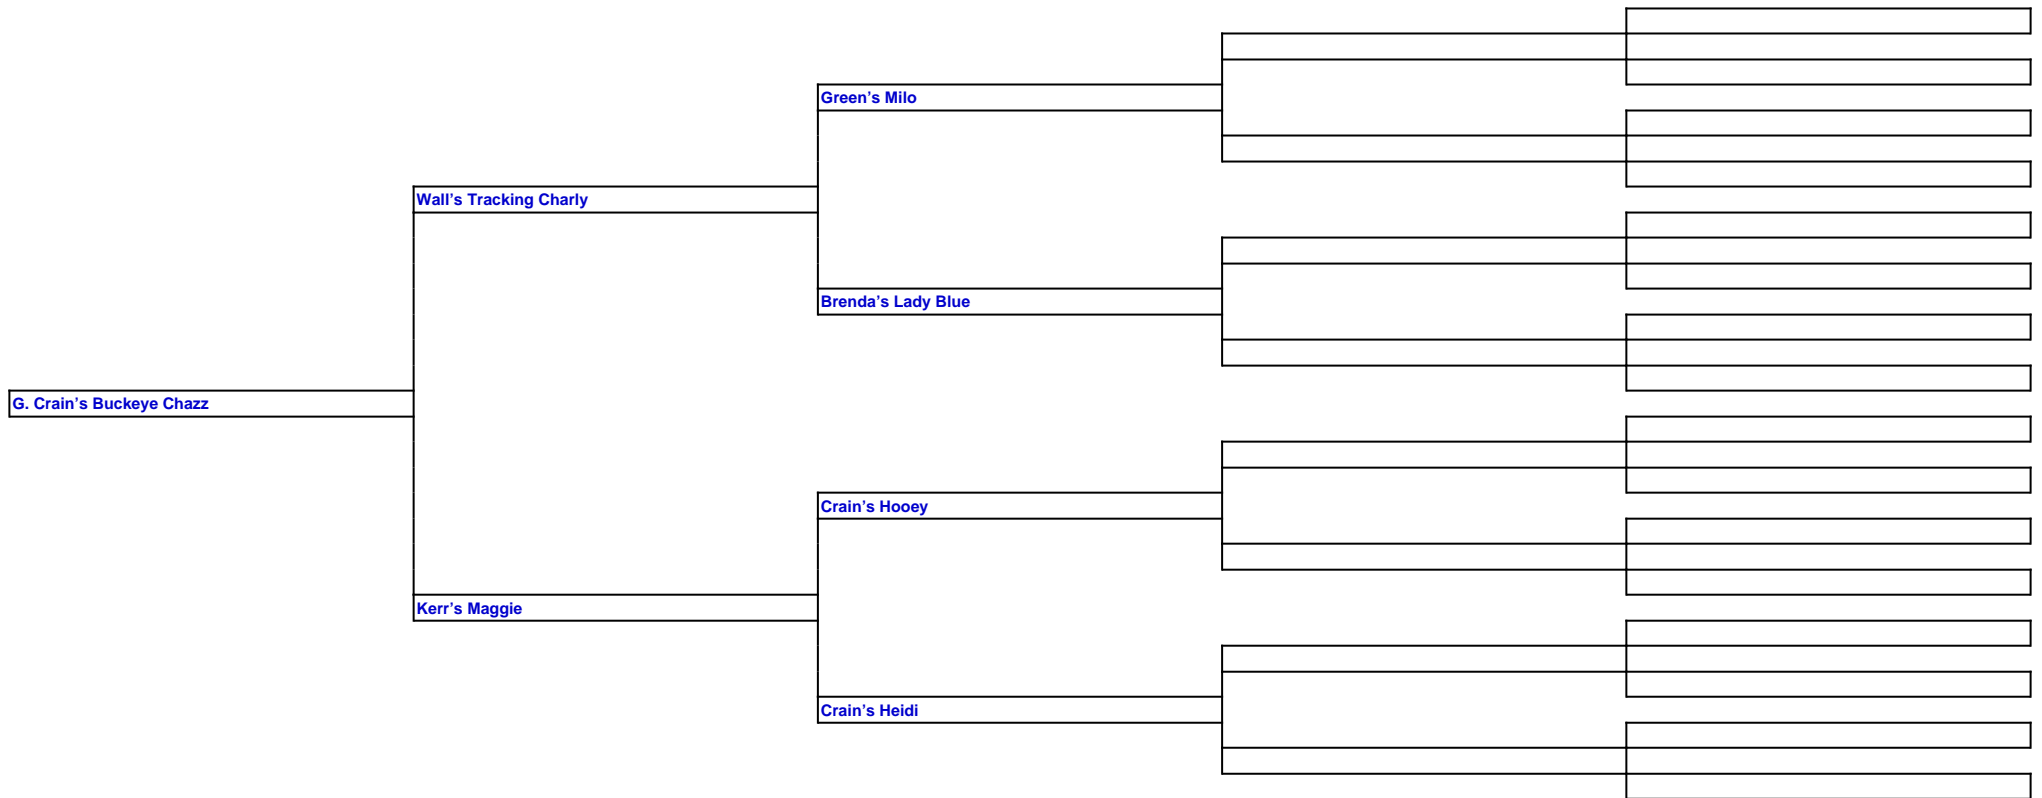 Green’s Milo
Wall’s Tracking Charly
Brenda’s Lady Blue
G. Crain’s Buckeye Chazz
Crain’s Hooey
Kerr’s Maggie
Crain’s Heidi